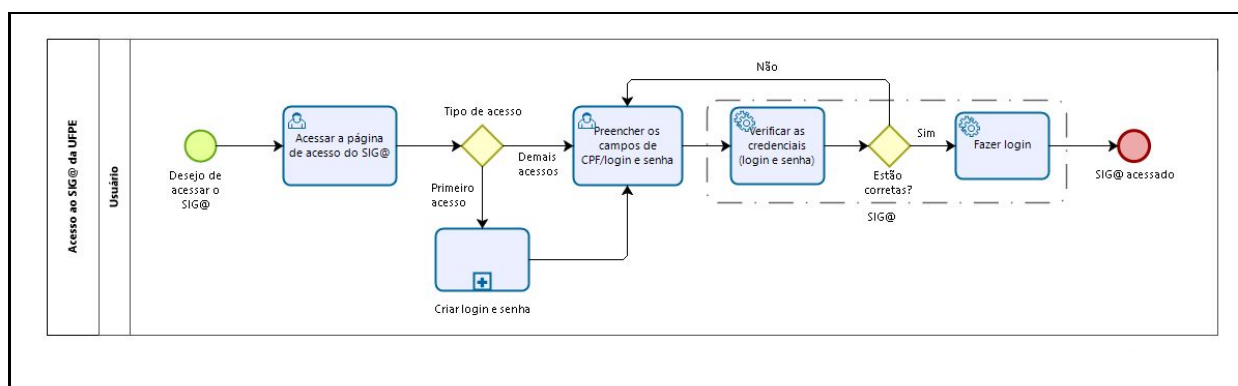 Acesso ao SIG@ da UFPE
Usuário
Desejo de
acessar o
SIG@
Acessar a página
de acesso do SIG@
Tipo de acesso
Demais
acessos
Primeiro
acesso
Criar login e senha
Preencher os
campos de
CPF/login e senha
Não
Verificar as
credenciais
(login e senha)
Estão
corretas?
Sim
SIG@
Fazer login
SIG@ acessado